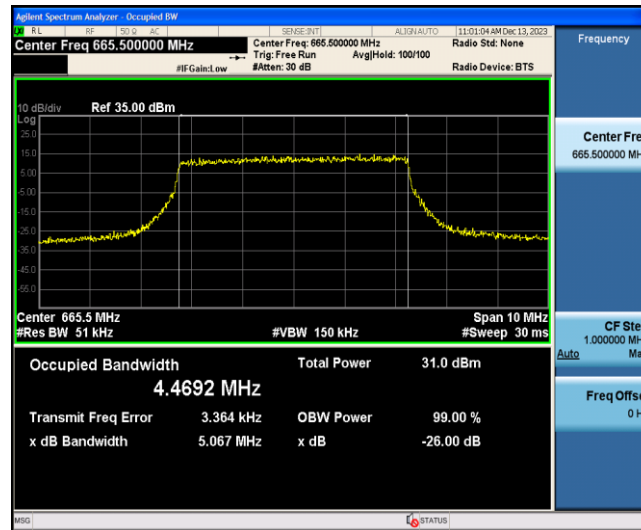 Agilent Spectrum Analyzer - Occupied BW
RL RF 50 Ω AC SENSE:INT ALIGNAUTO 11:01:04 AM Dec 13, 2023
Center Freq 665.500000 MHz Center Freq: 665.500000 MHz Radio Std: None
Trig: Free Run Avg|Hold: 100/100
#IFGain:Low #Atten: 30 dB Radio Device: BTS
Frequency
10 dB/div Ref 35.00 dBm
Log
25.0
15.0
5.00
-5.00
-15.0
-25.0
-35.0
-45.0
-55.0
Center 665.5 MHz Span 10 MHz
#Res BW 51 kHz #VBW 150 kHz #Sweep 30 ms
Center Fre
665.500000 MH
CF Ste
1.000000 MH
Auto Ma
Freq Offse
0 H
Occupied Bandwidth Total Power 31.0 dBm
4.4692 MHz
Transmit Freq Error 3.364 kHz OBW Power 99.00 %
x dB Bandwidth 5.067 MHz x dB -26.00 dB
MSG STATUS